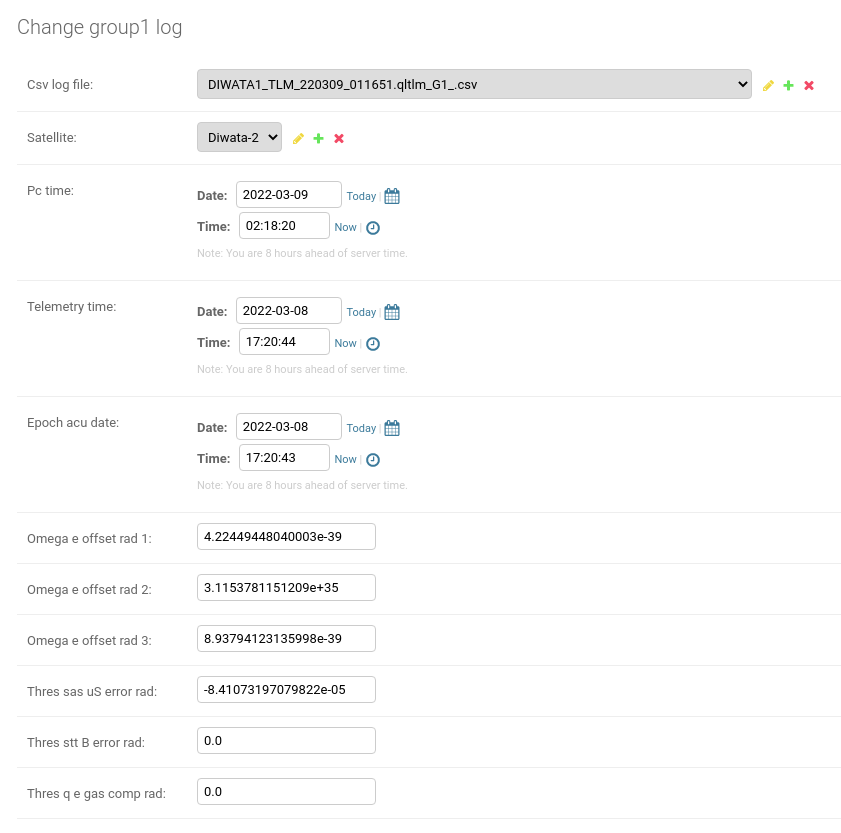 Change group1 log
Csv log file: DIWATA1_TLM_220309_011651.qltlm_G1_.csv
Satellite: Diwata-2
Pc time: Date: 2022-03-09 Today |
Time: 02:18:20 Now |
Note: You are 8 hours ahead of server time.
Telemetry time: Date: 2022-03-08 Today |
Time: 17:20:44 Now |
Note: You are 8 hours ahead of server time.
Epoch acu date: Date: 2022-03-08 Today |
Time: 17:20:43 Now |
Note: You are 8 hours ahead of server time.
Omega e offset rad 1: 4.22449448040003e-39
Omega e offset rad 2: 3.1153781151209e+35
Omega e offset rad 3: 8.93794123135998e-39
Thres sas uS error rad: -8.41073197079822e-05
Thres stt B error rad: 0.0
Thres q e gas comp rad: 0.0